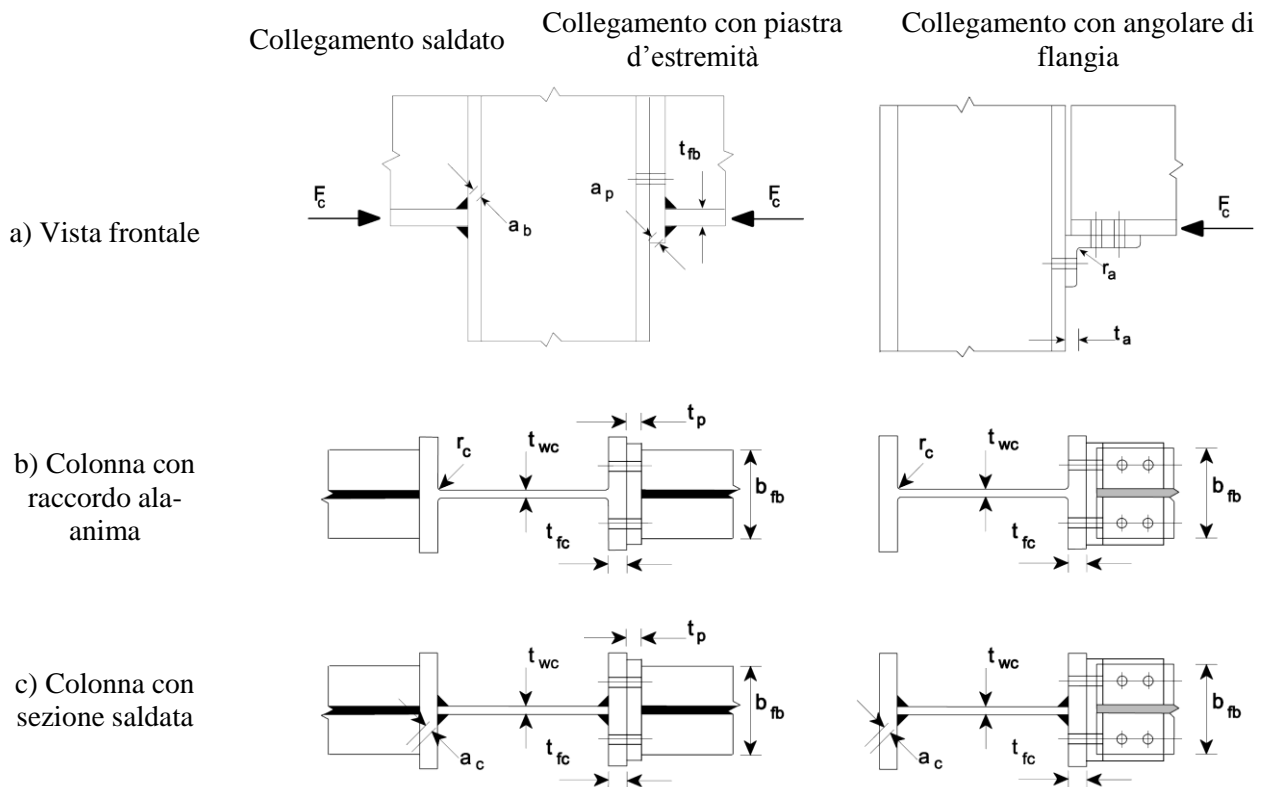 Collegamento saldato
Collegamento con piastra
d'estremità
Collegamento con angolare di
flangia
a) Vista frontale
F_c
a_b
a_p
t_fb
F_c
F_c
r_a
t_a
b) Colonna con
raccordo ala-
anima
r_c
t_wc
t_p
b_fb
t_fc
r_c
t_wc
b_fb
t_fc
c) Colonna con
sezione saldata
a_c
t_wc
t_p
b_fb
t_fc
a_c
t_wc
b_fb
t_fc